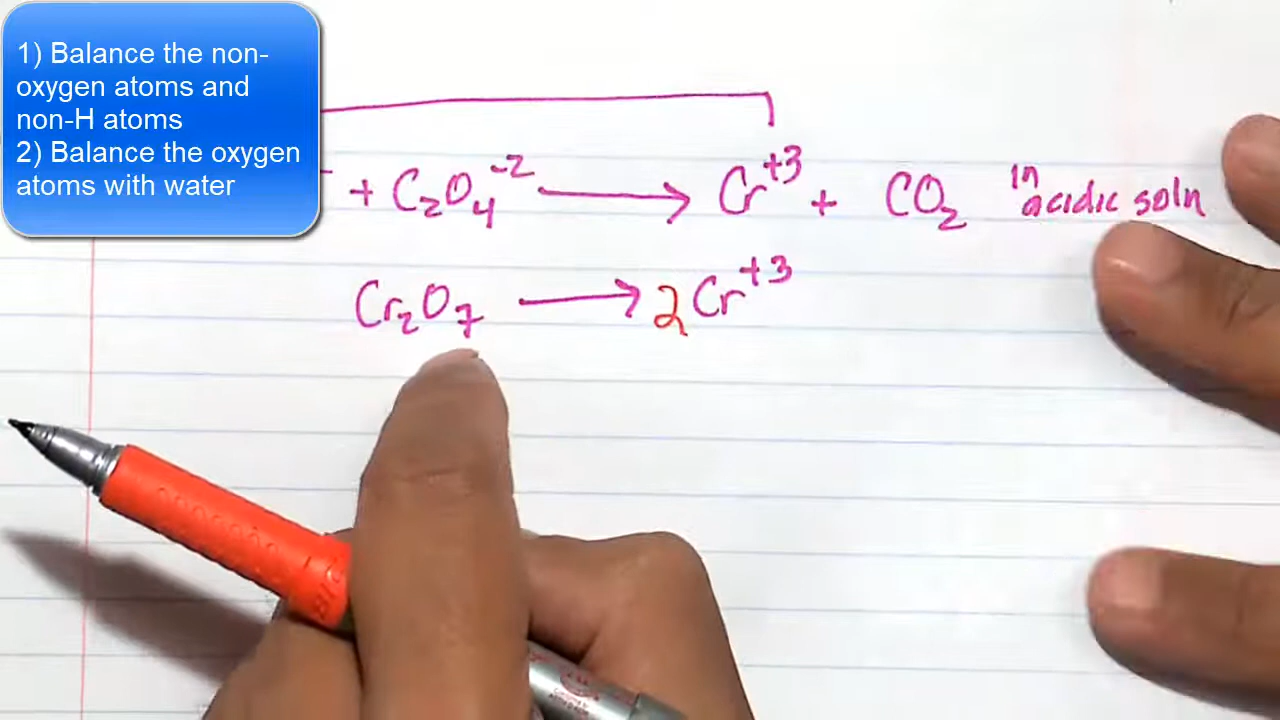 1) Balance the non-
oxygen atoms and
non-H atoms
2) Balance the oxygen
atoms with water
+ C₂O₄⁻² ⟶ Cr⁺³ + CO₂ in acidic soln
Cr₂O₇ ⟶ 2Cr⁺³